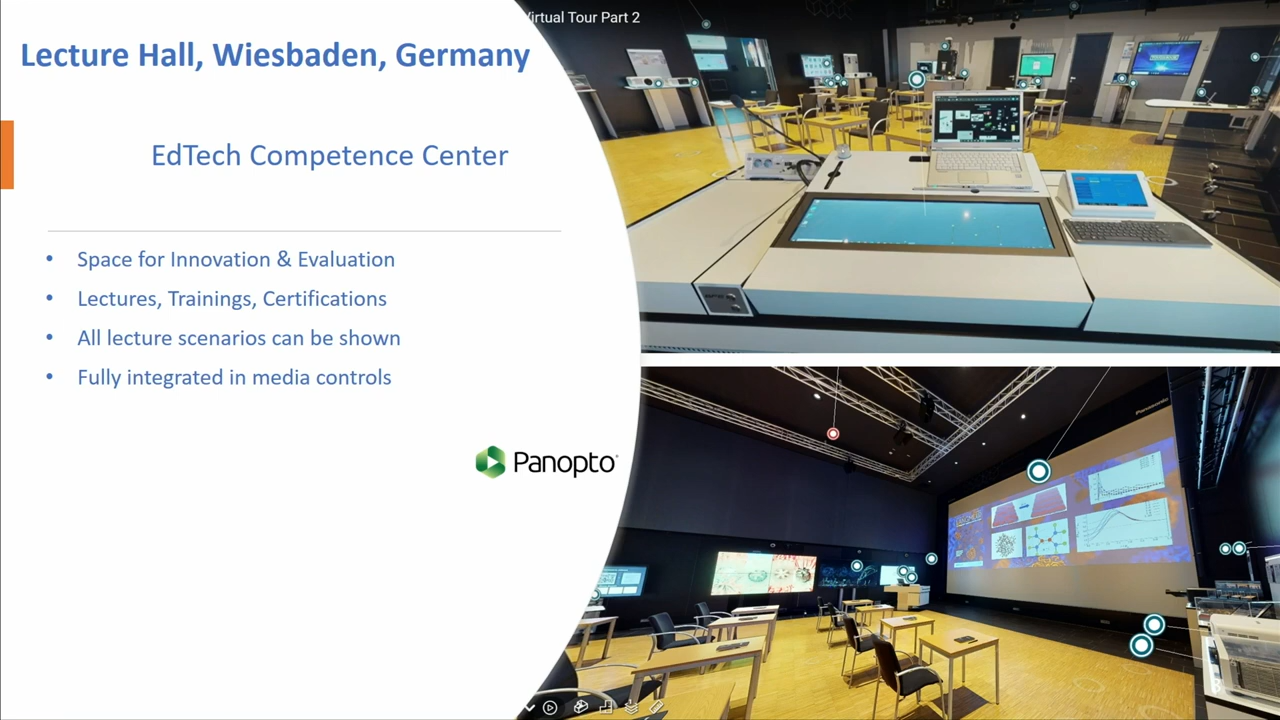 Virtual Tour Part 2
Lecture Hall, Wiesbaden, Germany
EdTech Competence Center
• Space for Innovation & Evaluation
• Lectures, Trainings, Certifications
• All lecture scenarios can be shown
• Fully integrated in media controls
Panopto
Panasonic